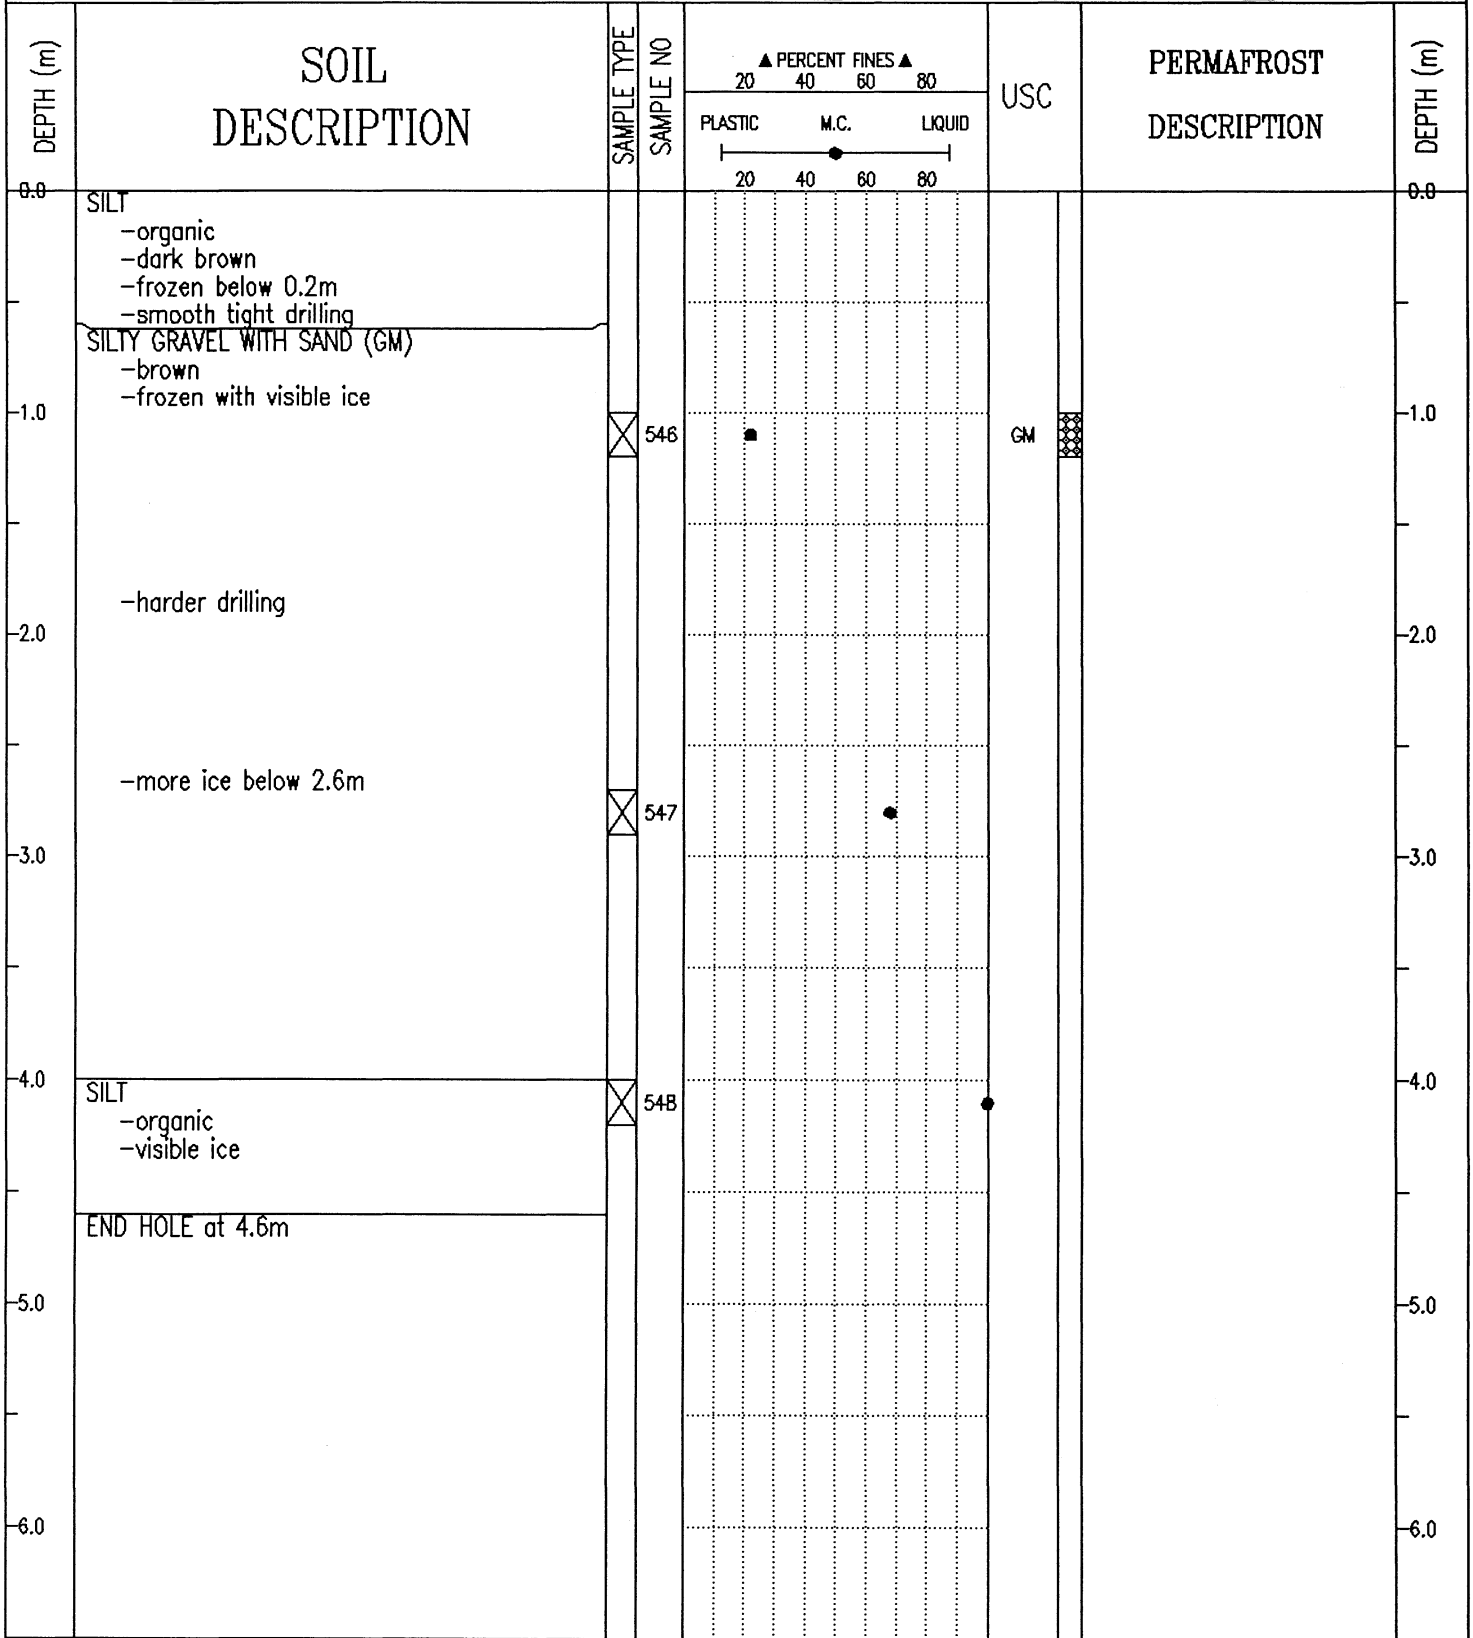 DEPTH (m)
SOIL
DESCRIPTION
SAMPLE TYPE
SAMPLE NO
▲ PERCENT FINES ▲
20 40 60 80
PLASTIC M.C. LIQUID
20 40 60 80
USC
PERMAFROST
DESCRIPTION
DEPTH (m)
0.0 0.0
SILT
-organic
-dark brown
-frozen below 0.2m
-smooth tight drilling
SILTY GRAVEL WITH SAND (GM)
-brown
-frozen with visible ice
1.0 1.0
546 GM
-harder drilling
2.0 2.0
-more ice below 2.6m
547
3.0 3.0
4.0 4.0
SILT
548
-organic
-visible ice
END HOLE at 4.6m
5.0 5.0
6.0 6.0